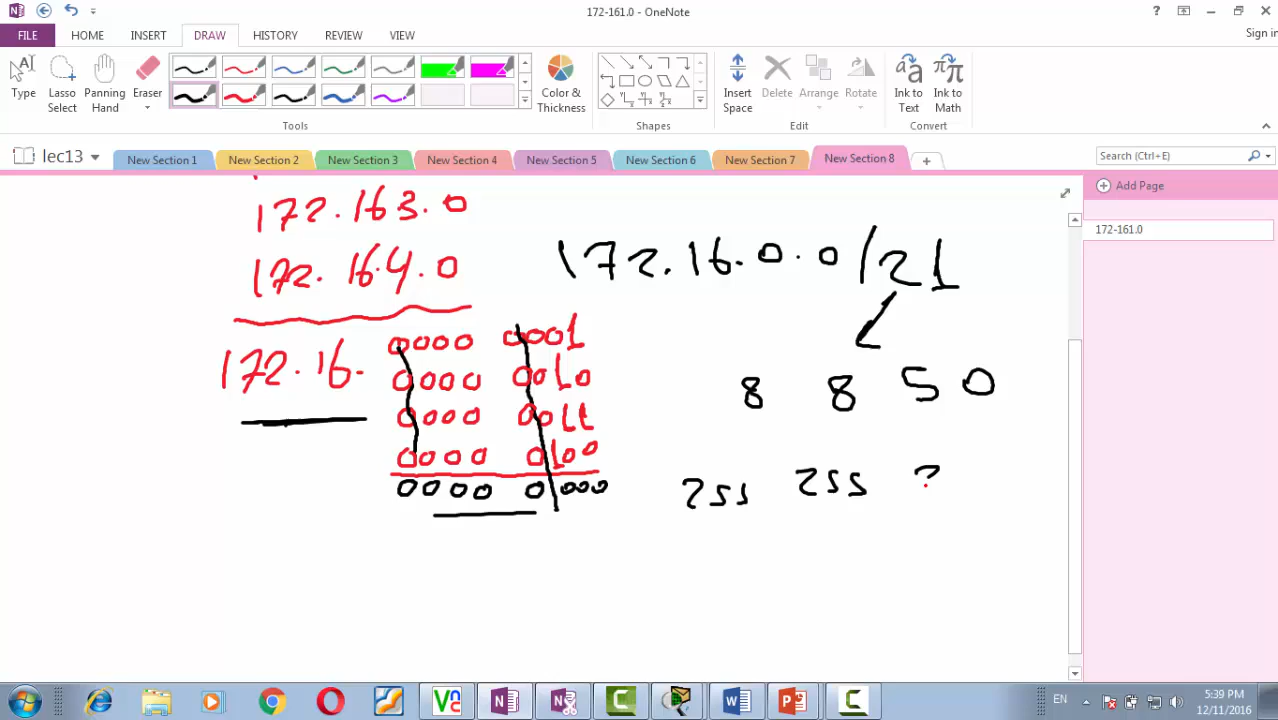 172-161.0 - OneNote
FILE HOME INSERT DRAW HISTORY REVIEW VIEW
Sign in
Type
Lasso Select
Panning Hand
Eraser
Color & Thickness
Insert Space
Delete
Arrange
Rotate
Ink to Text
Ink to Math
Tools
Shapes
Edit
Convert
lec13
New Section 1
New Section 2
New Section 3
New Section 4
New Section 5
New Section 6
New Section 7
New Section 8
Search (Ctrl+E)
Add Page
172-161.0
172.163.0
172.16.4.0
172.16.
0000 0001
0000 0010
0000 0011
0000 0100
0000 0 000
172.16.0.0/21
8 8 5 0
255 255 ?
EN
5:39 PM
12/11/2016